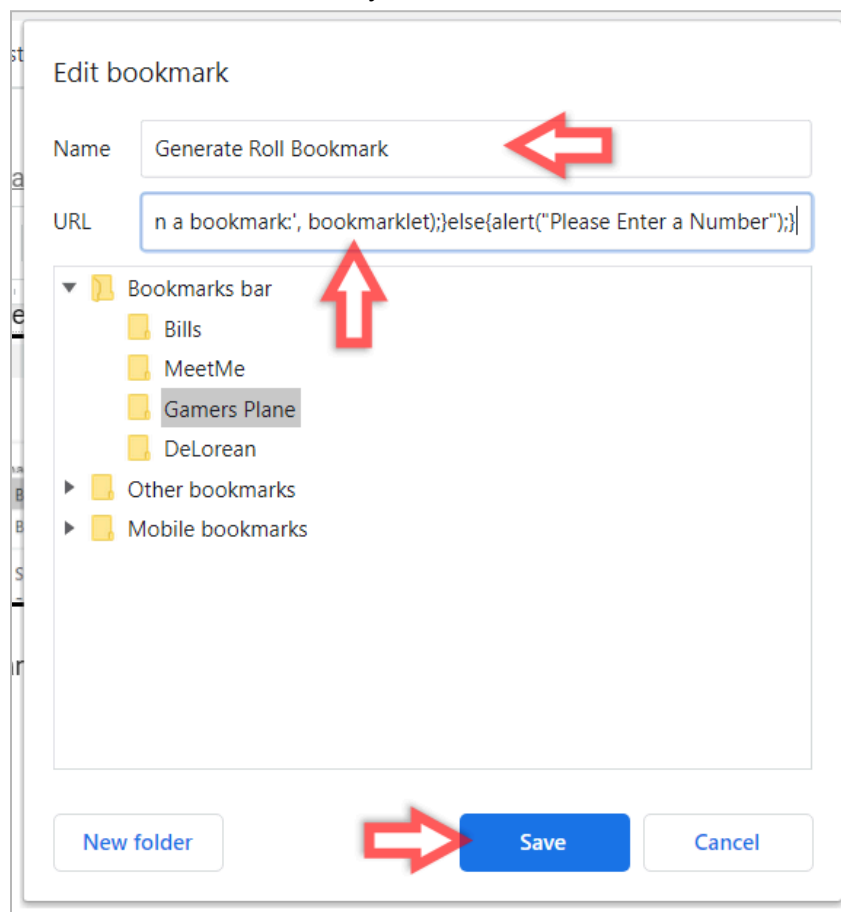 st
Edit bookmark
Name Generate Roll Bookmark
a
URL n a bookmark:', bookmarklet);}else{alert("Please Enter a Number");}
Bookmarks bar
e
Bills
MeetMe
Gamers Plane
DeLorean
Other bookmarks
B
Mobile bookmarks
B
S
New folder Save Cancel